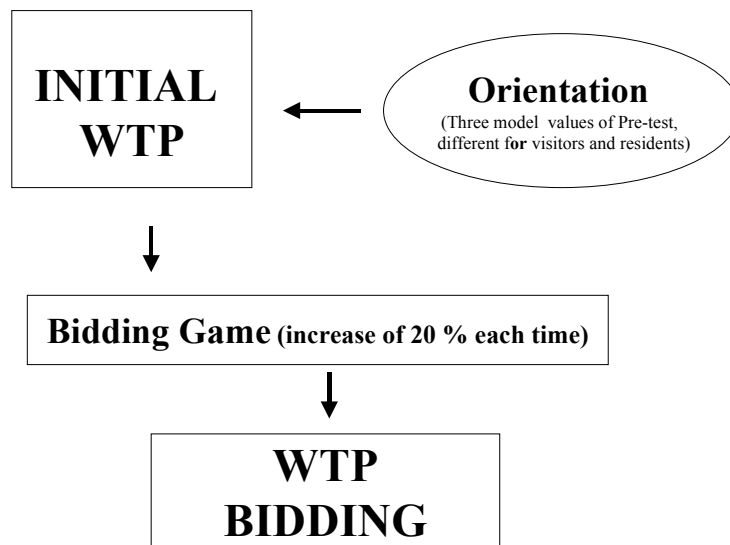 INITIAL
WTP
Orientation
(Three model values of Pre-test,
different for visitors and residents)
Bidding Game (increase of 20 % each time)
WTP
BIDDING